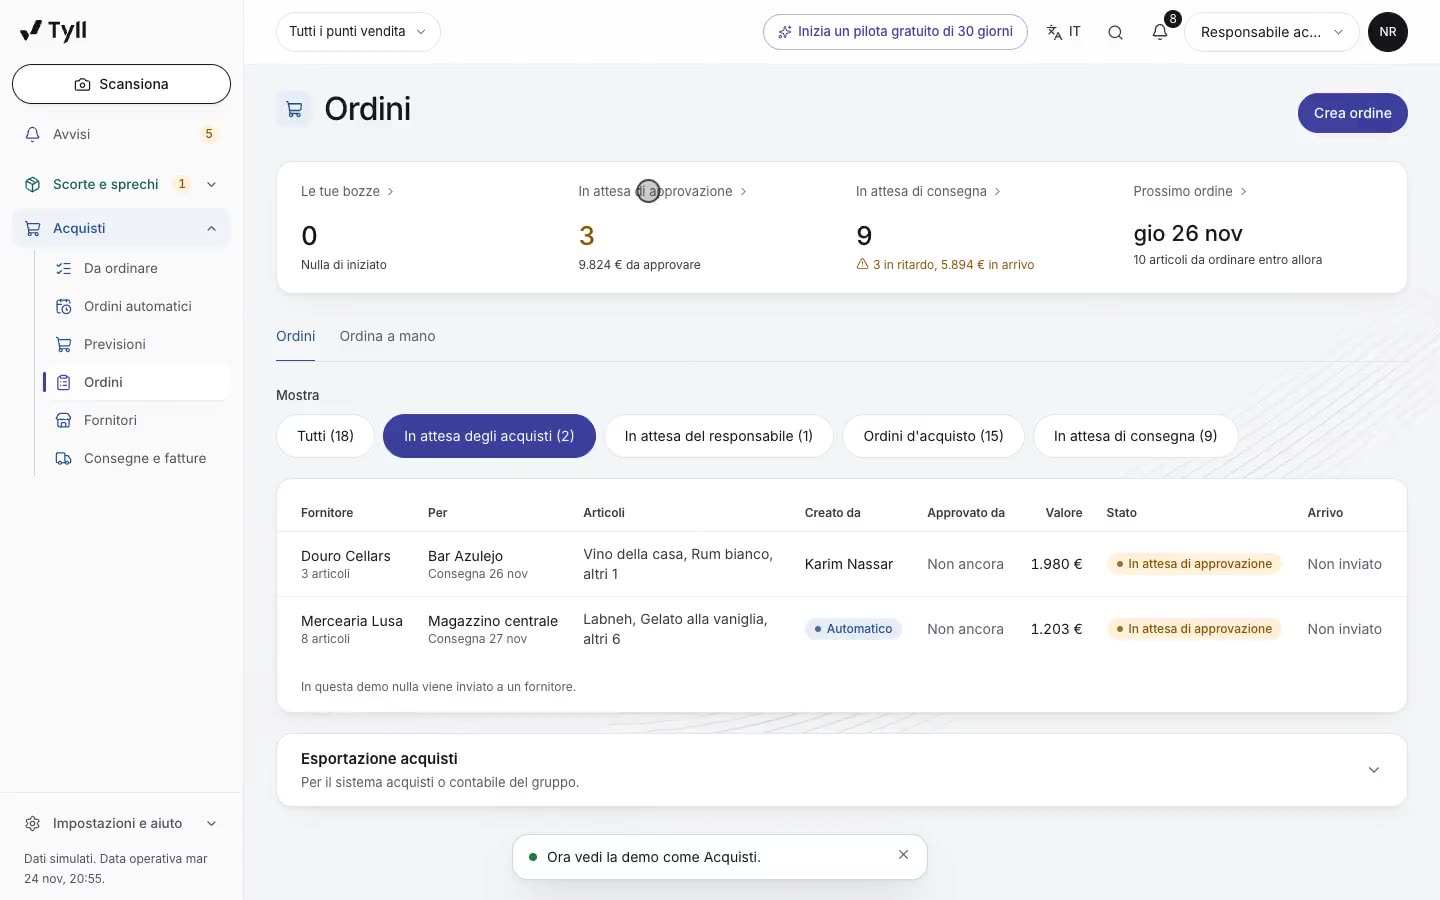 Tyll
Tutti i punti vendita
Inizia un pilota gratuito di 30 giorni
IT
8
Responsabile ac...
NR
Scansiona
Avvisi
5
Scorte e sprechi
1
Acquisti
Da ordinare
Ordini automatici
Previsioni
Ordini
Fornitori
Consegne e fatture
Impostazioni e aiuto
Dati simulati. Data operativa mar
24 nov, 20:55.
Ordini
Crea ordine
Le tue bozze
0
Nulla di iniziato
In attesa di approvazione
3
9.824 € da approvare
In attesa di consegna
9
3 in ritardo, 5.894 € in arrivo
Prossimo ordine
gio 26 nov
10 articoli da ordinare entro allora
Ordini
Ordina a mano
Mostra
Tutti (18)
In attesa degli acquisti (2)
In attesa del responsabile (1)
Ordini d'acquisto (15)
In attesa di consegna (9)
Fornitore Per Articoli Creato da Approvato da Valore Stato Arrivo
Douro Cellars
3 articoli
Bar Azulejo
Consegna 26 nov
Vino della casa, Rum bianco,
altri 1
Karim Nassar
Non ancora
1.980 €
In attesa di approvazione
Non inviato
Mercearia Lusa
8 articoli
Magazzino centrale
Consegna 27 nov
Labneh, Gelato alla vaniglia,
altri 6
Automatico
Non ancora
1.203 €
In attesa di approvazione
Non inviato
In questa demo nulla viene inviato a un fornitore.
Esportazione acquisti
Per il sistema acquisti o contabile del gruppo.
Ora vedi la demo come Acquisti.